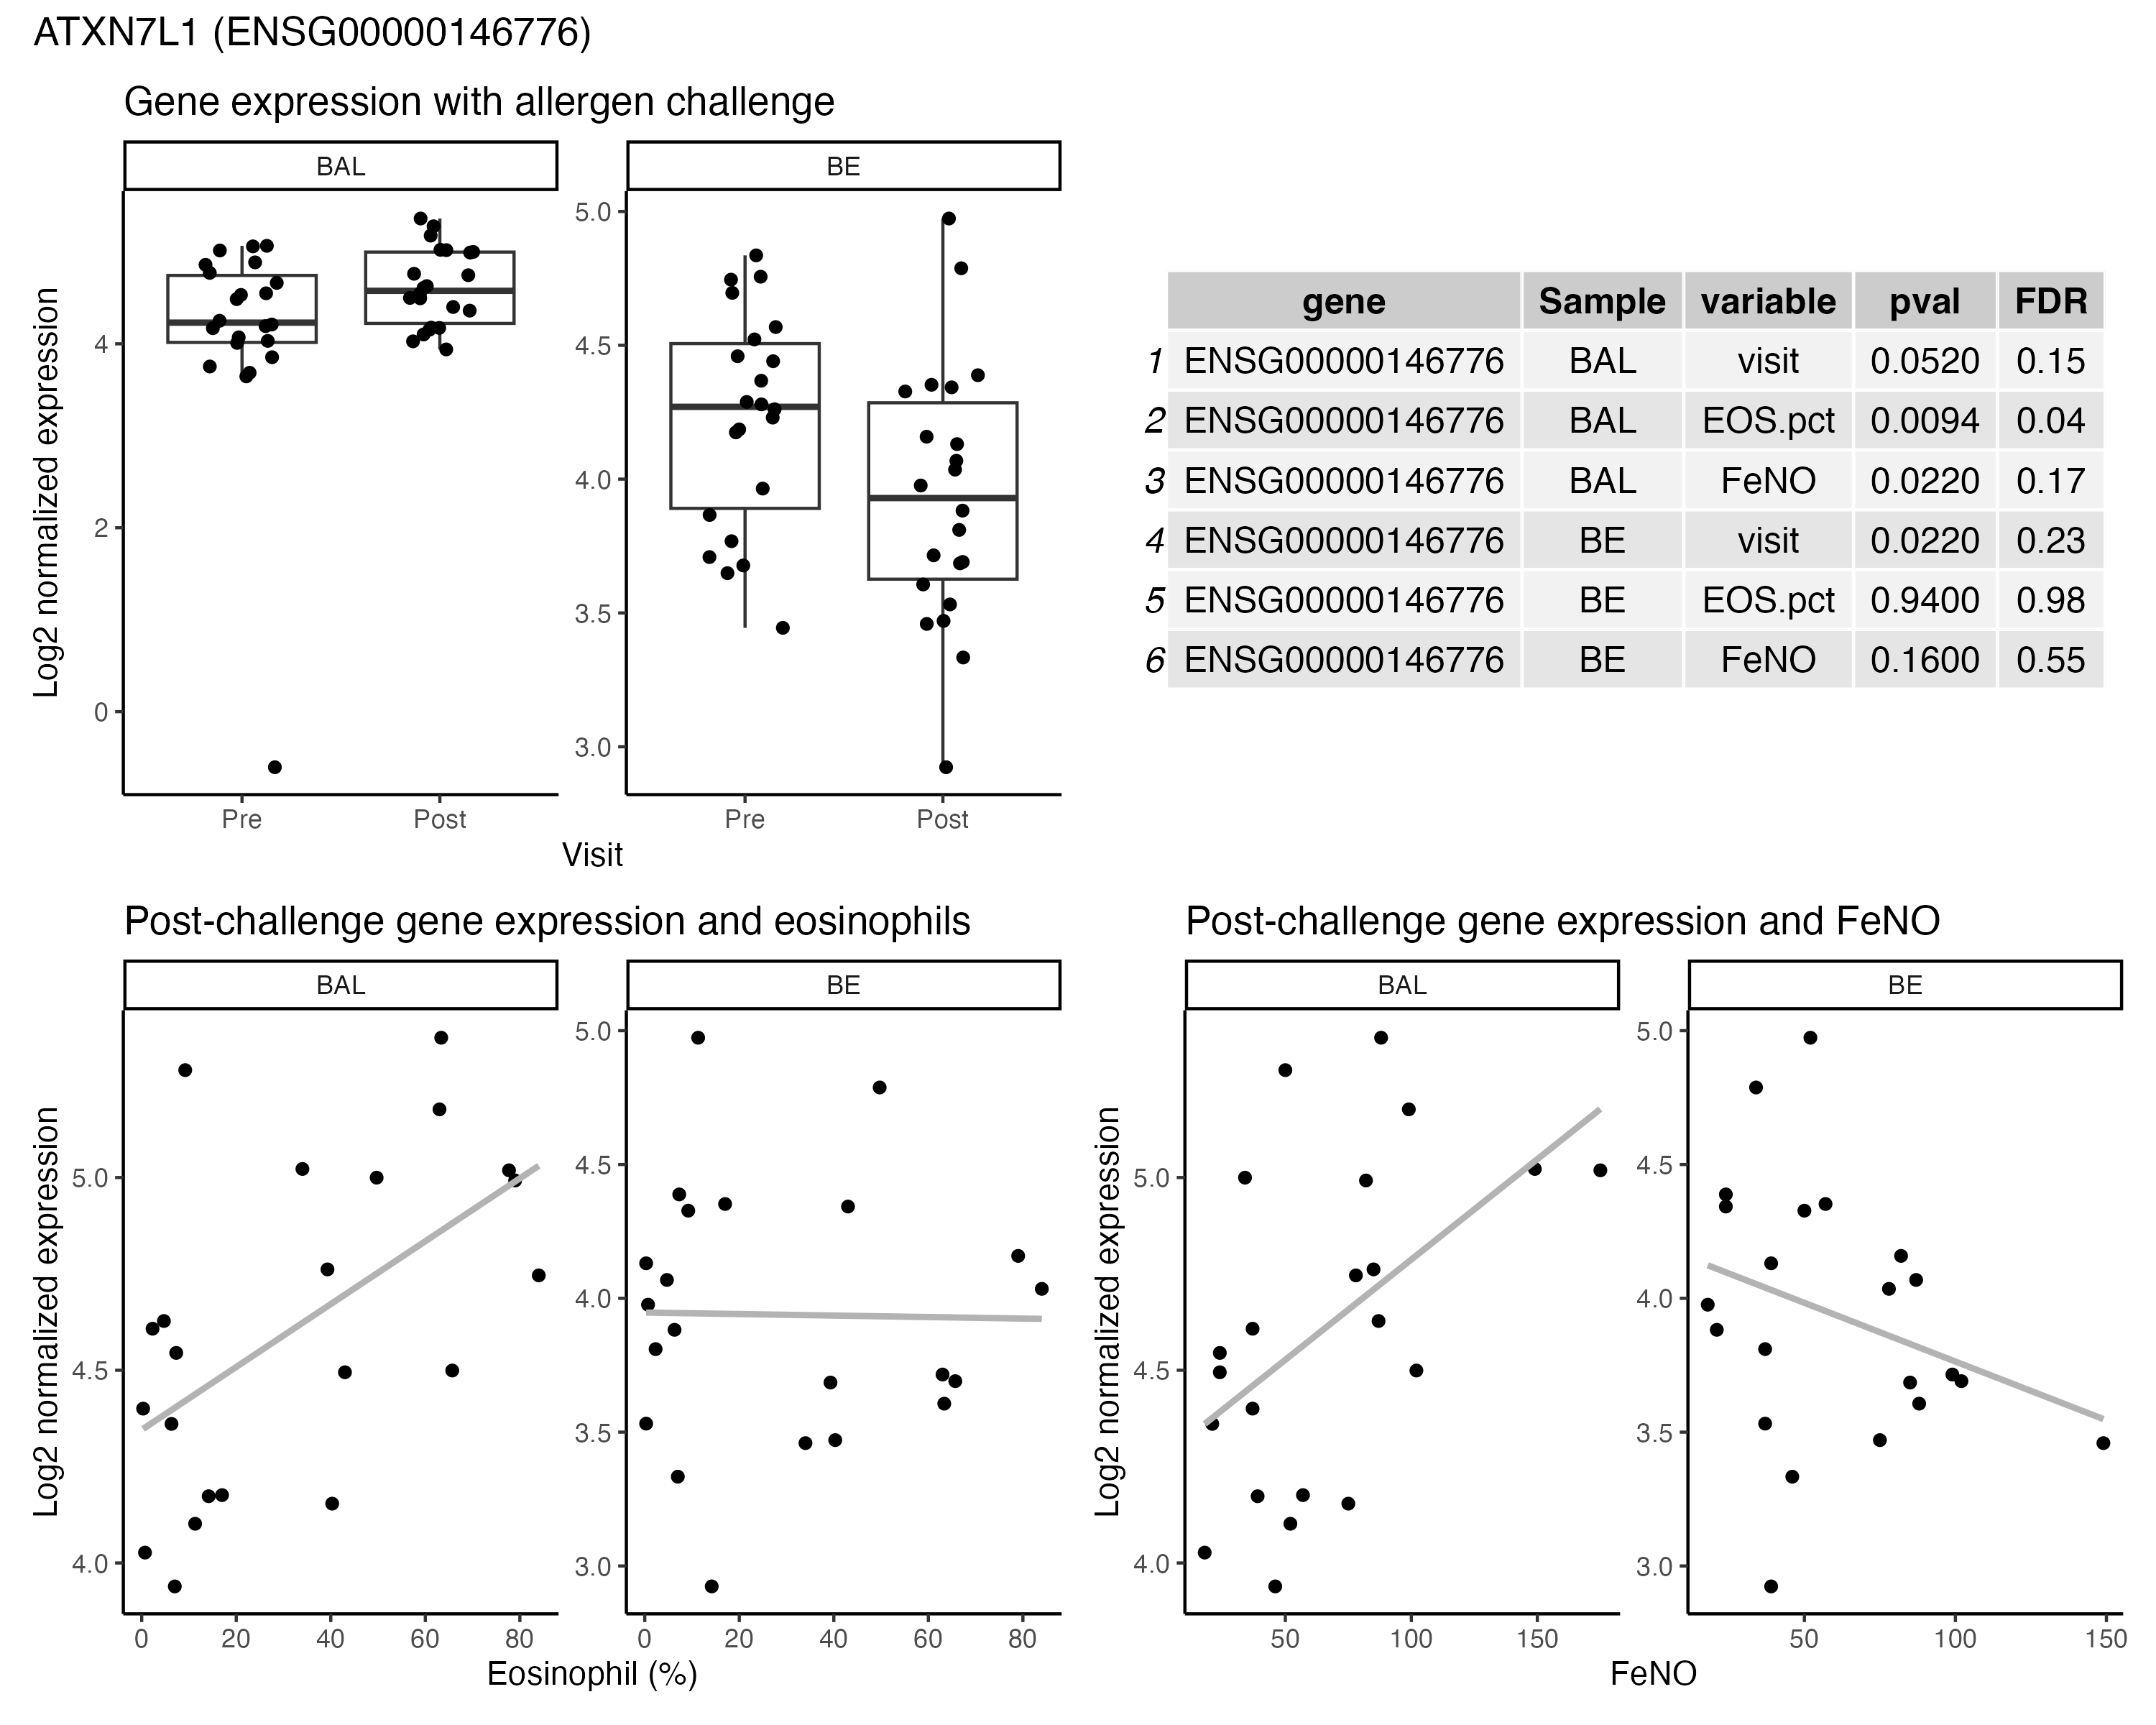 ATXN7L1 (ENSG00000146776)
Gene expression with allergen challenge
BAL BE
Log2 normalized expression
4
2
0
5.0
4.5
4.0
3.5
3.0
Pre Post Pre Post
Visit
gene Sample variable pval FDR
1 ENSG00000146776 BAL visit 0.0520 0.15
2 ENSG00000146776 BAL EOS.pct 0.0094 0.04
3 ENSG00000146776 BAL FeNO 0.0220 0.17
4 ENSG00000146776 BE visit 0.0220 0.23
5 ENSG00000146776 BE EOS.pct 0.9400 0.98
6 ENSG00000146776 BE FeNO 0.1600 0.55
Post-challenge gene expression and eosinophils
BAL BE
Log2 normalized expression
5.0
4.5
4.0
5.0
4.5
4.0
3.5
3.0
0 20 40 60 80 0 20 40 60 80
Eosinophil (%)
Post-challenge gene expression and FeNO
BAL BE
Log2 normalized expression
5.0
4.5
4.0
5.0
4.5
4.0
3.5
3.0
50 100 150 50 100 150
FeNO